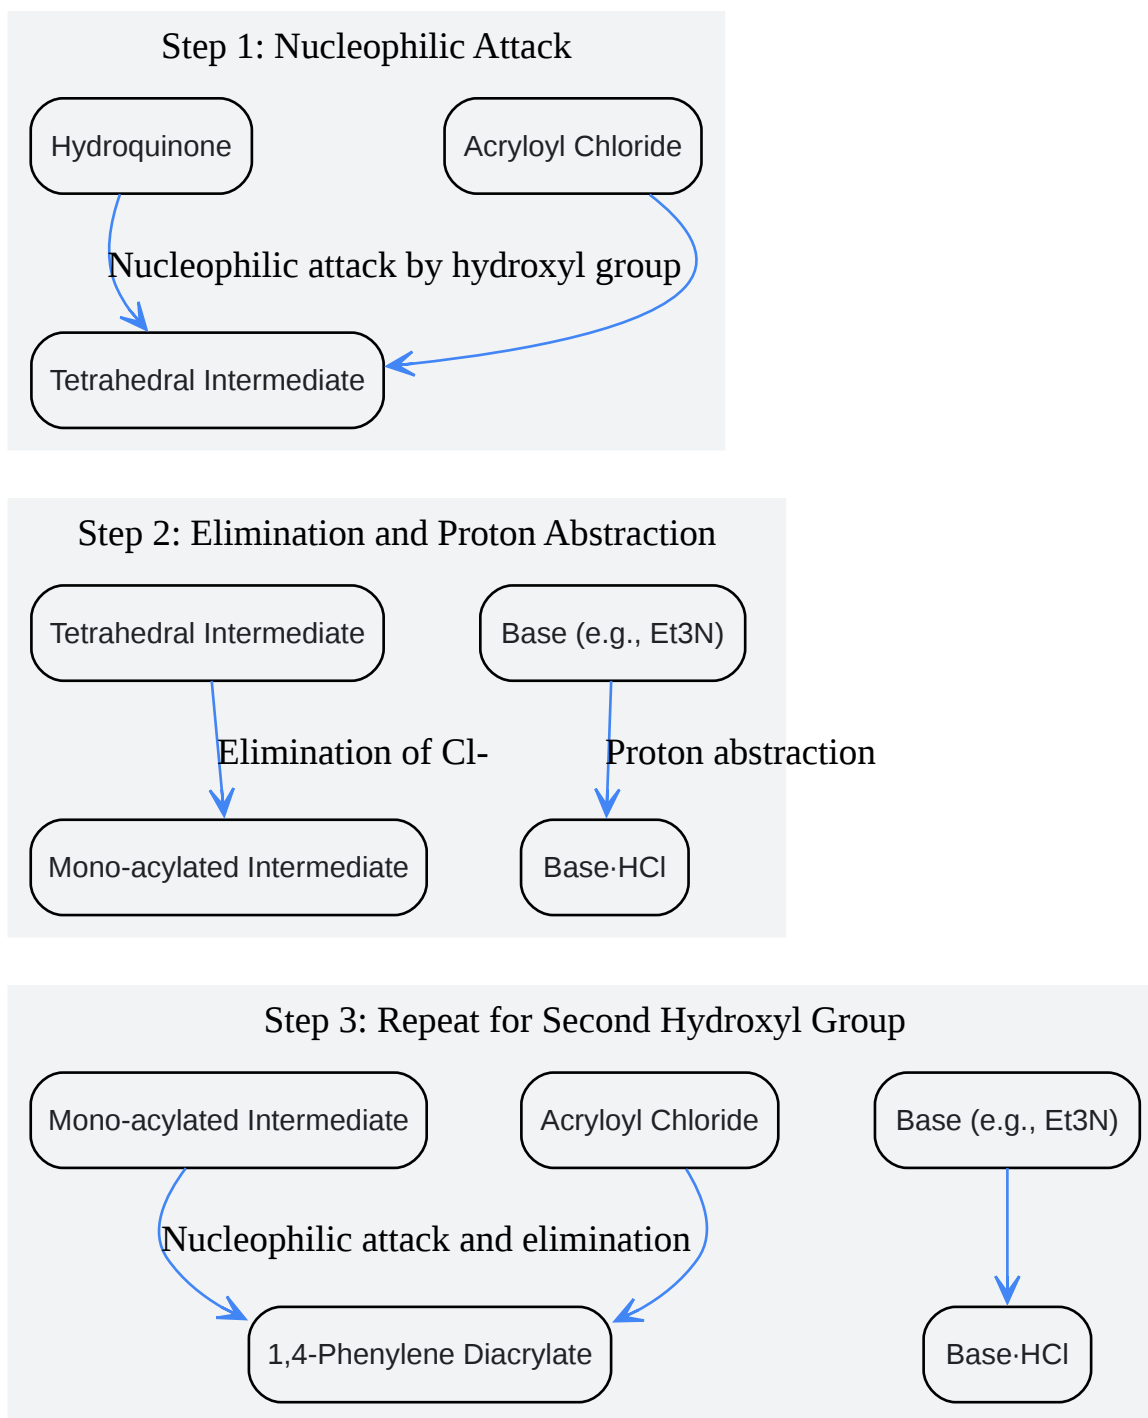 Step 1: Nucleophilic Attack
Hydroquinone
Acryloyl Chloride
Nucleophilic attack by hydroxyl group
Tetrahedral Intermediate
Step 2: Elimination and Proton Abstraction
Tetrahedral Intermediate
Base (e.g., Et3N)
Elimination of Cl-
Proton abstraction
Mono-acylated Intermediate
Base·HCl
Step 3: Repeat for Second Hydroxyl Group
Mono-acylated Intermediate
Acryloyl Chloride
Base (e.g., Et3N)
Nucleophilic attack and elimination
1,4-Phenylene Diacrylate
Base·HCl